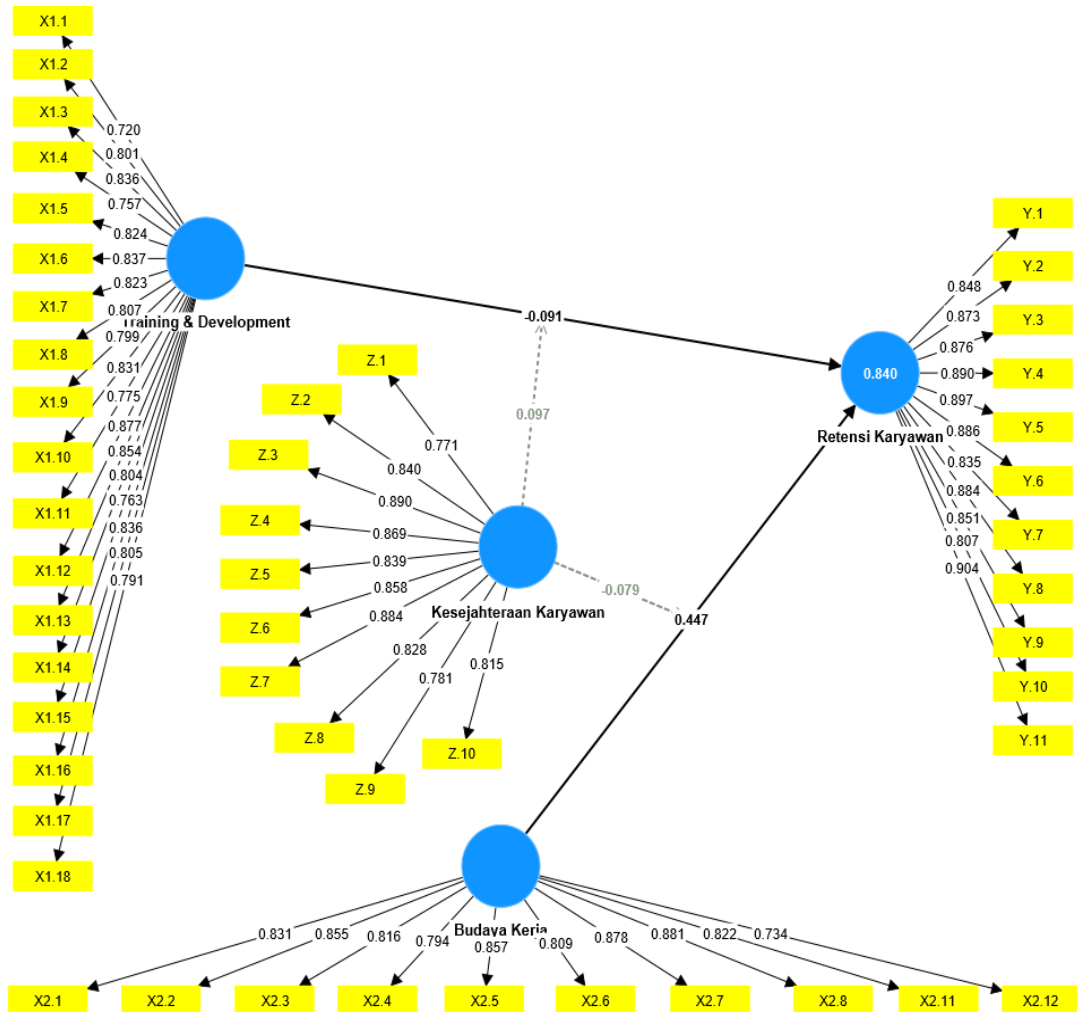 X1.1
X1.2
X1.3
X1.4
X1.5
X1.6
X1.7
X1.8
X1.9
X1.10
X1.11
X1.12
X1.13
X1.14
X1.15
X1.16
X1.17
X1.18
0.720
0.801
0.836
0.757
0.824
0.837
0.823
0.807
0.799
0.831
0.775
0.877
0.854
0.804
0.763
0.836
0.805
0.791
Training & Development
-0.091
0.097
Z.1
Z.2
Z.3
Z.4
Z.5
Z.6
Z.7
Z.8
Z.9
Z.10
0.771
0.840
0.890
0.869
0.839
0.858
0.884
0.828
0.781
0.815
Kesejahteraan Karyawan
-0.079
0.447
0.840
Retensi Karyawan
Y.1
Y.2
Y.3
Y.4
Y.5
Y.6
Y.7
Y.8
Y.9
Y.10
Y.11
0.848
0.873
0.876
0.890
0.897
0.886
0.835
0.884
0.851
0.807
0.904
Budaya Kerja
0.831
0.855
0.816
0.794
0.857
0.809
0.878
0.881
0.822
0.734
X2.1
X2.2
X2.3
X2.4
X2.5
X2.6
X2.7
X2.8
X2.11
X2.12